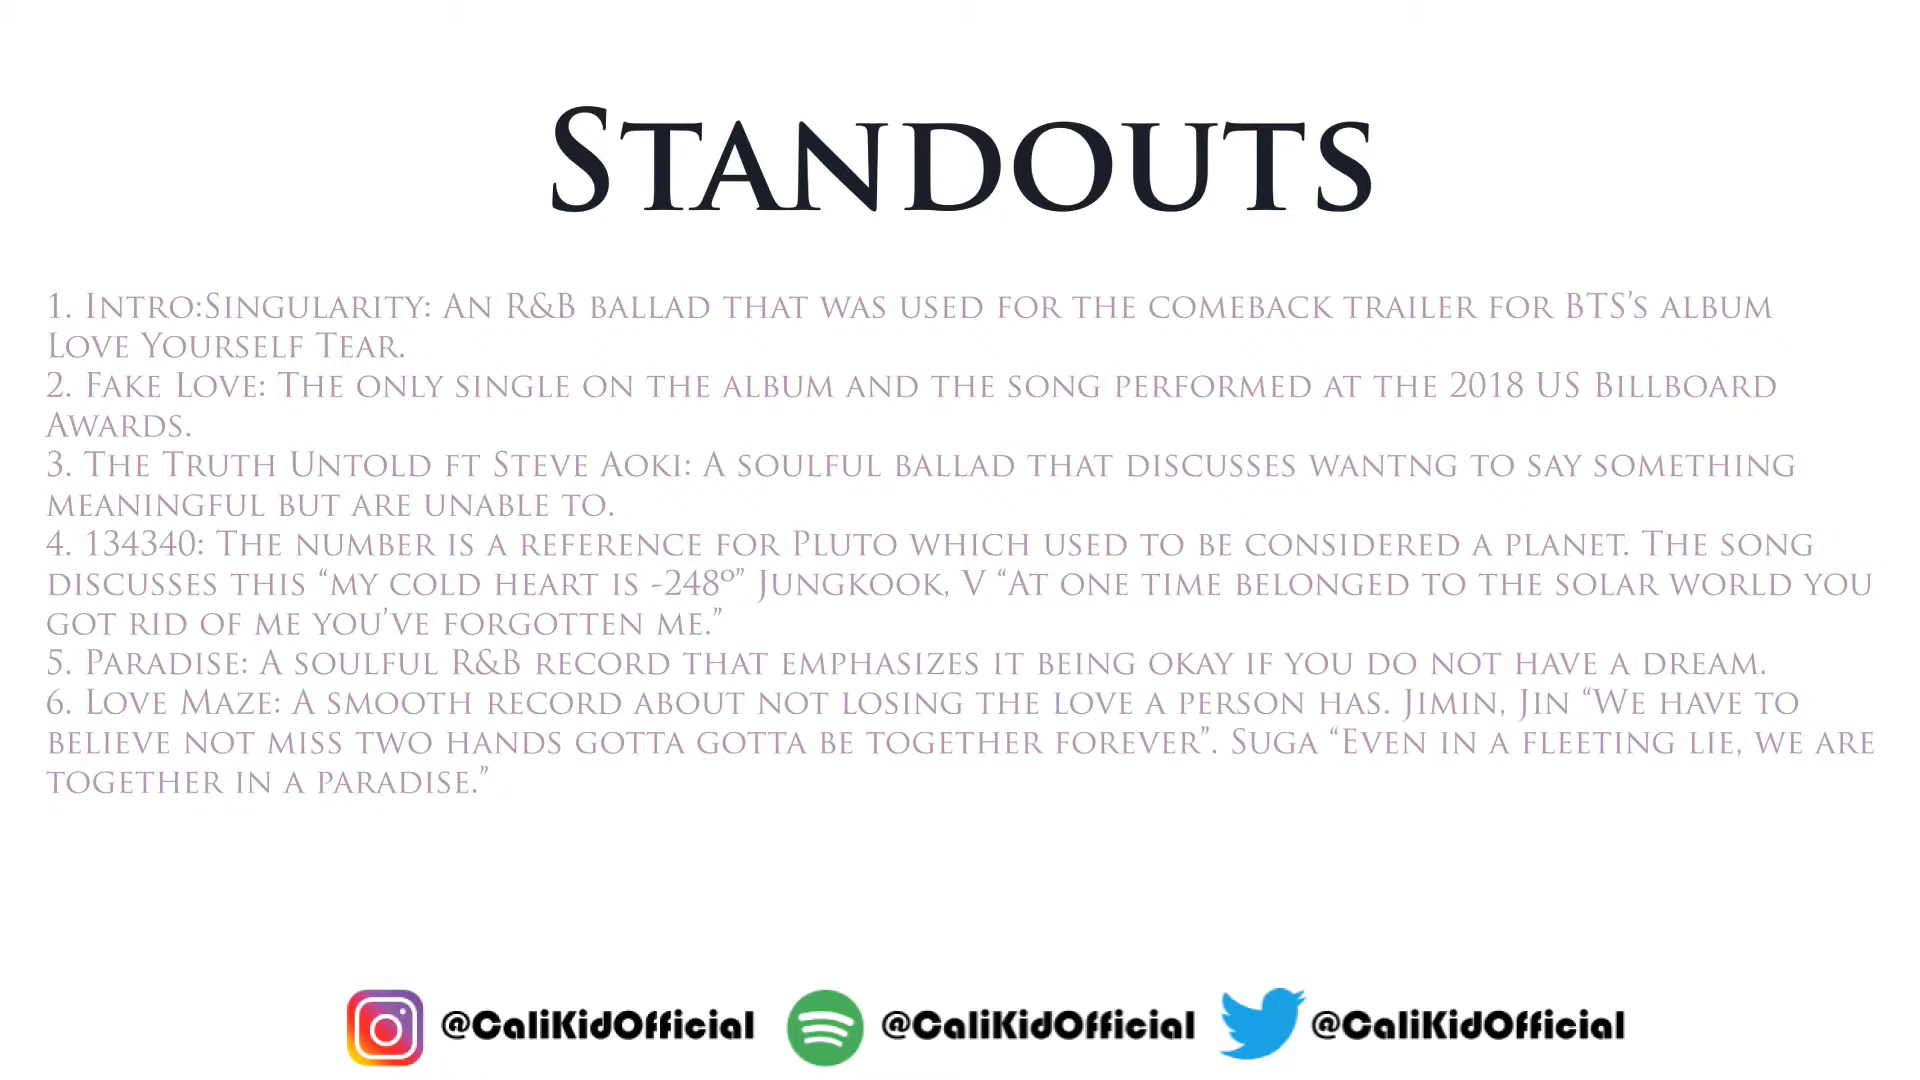 Standouts
1. Intro:Singularity: An R&B ballad that was used for the comeback trailer for BTS’s album
Love Yourself Tear.
2. Fake Love: The only single on the album and the song performed at the 2018 US Billboard
Awards.
3. The Truth Untold ft Steve Aoki: A soulful ballad that discusses wantng to say something
meaningful but are unable to.
4. 134340: The number is a reference for Pluto which used to be considered a planet. The song
discusses this “my cold heart is -248º” Jungkook, V “At one time belonged to the solar world you
got rid of me you’ve forgotten me.”
5. Paradise: A soulful R&B record that emphasizes it being okay if you do not have a dream.
6. Love Maze: A smooth record about not losing the love a person has. Jimin, Jin “We have to
believe not miss two hands gotta gotta be together forever”. Suga “Even in a fleeting lie, we are
together in a paradise.”
@CaliKidOfficial @CaliKidOfficial @CaliKidOfficial